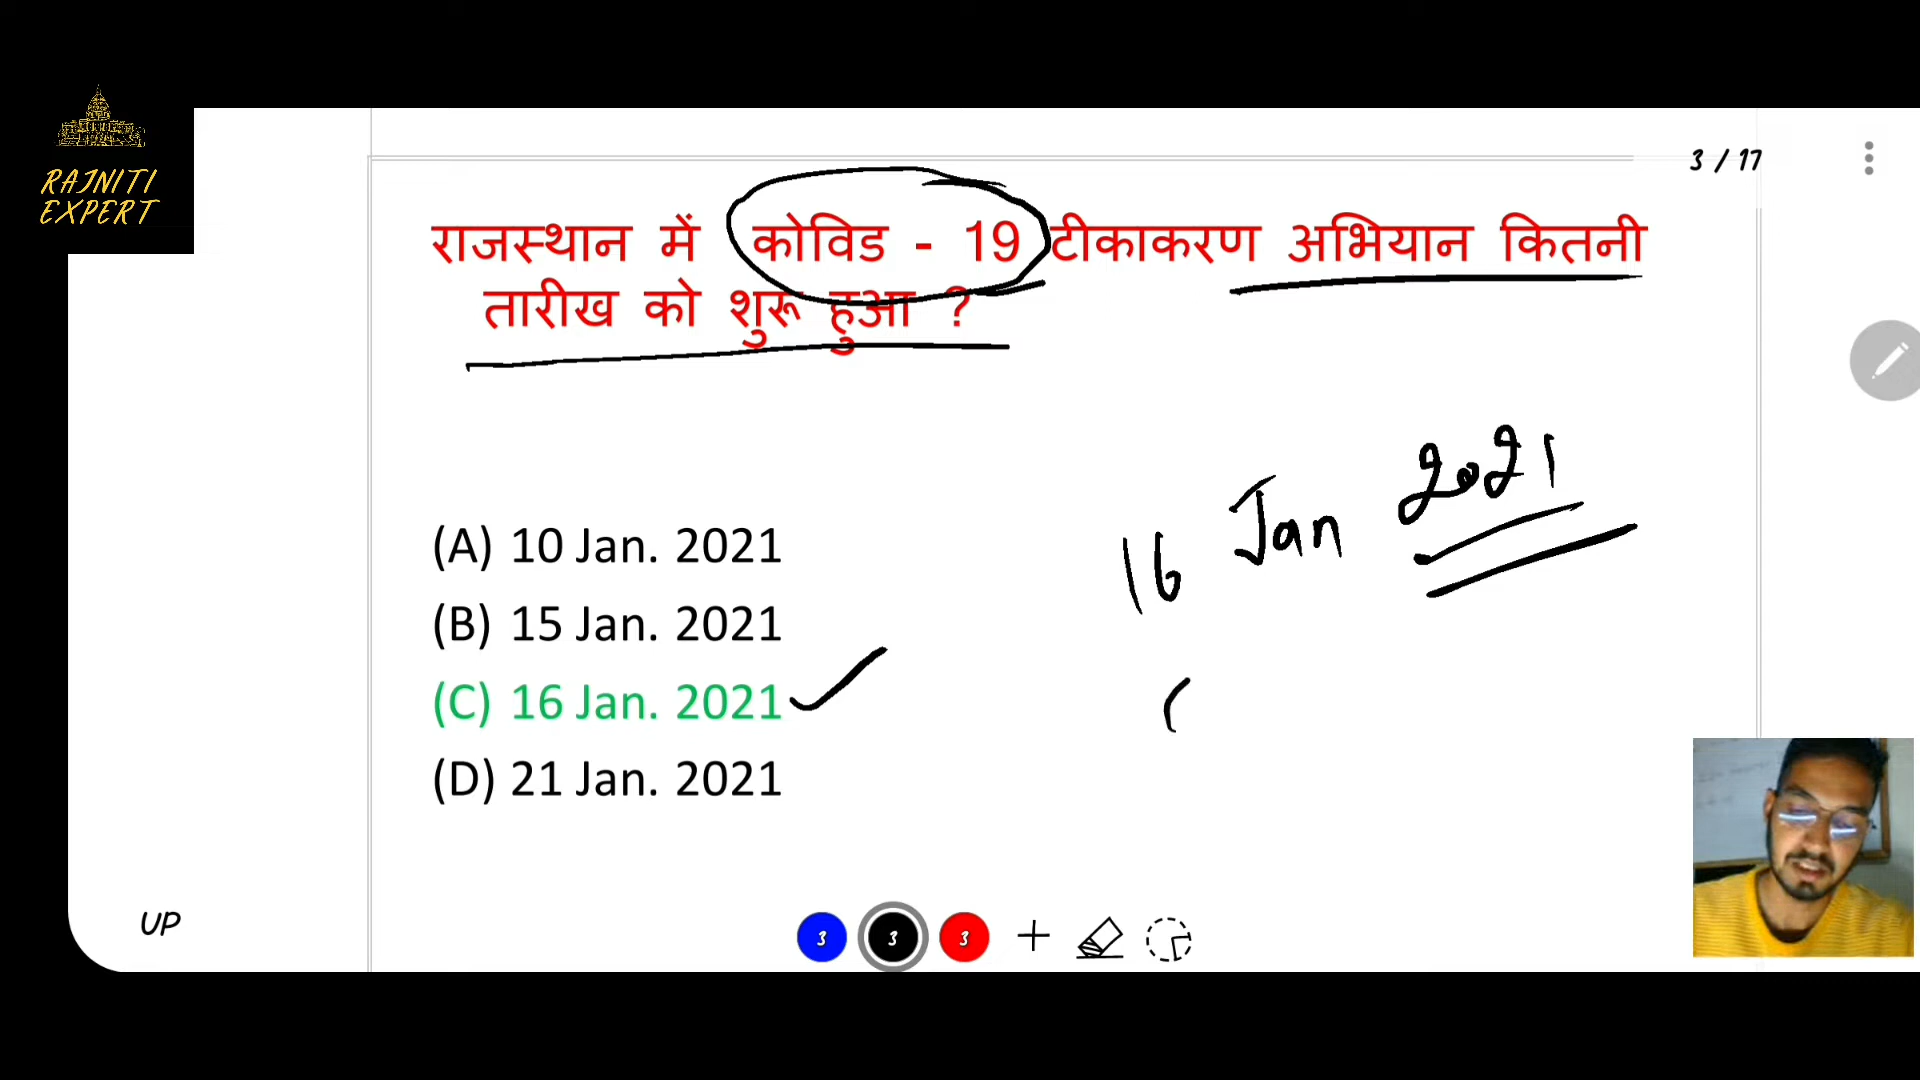 RAJNITI
EXPERT
3 / 17
राजस्थान में कोविड - 19 टीकाकरण अभियान कितनी
तारीख को शुरू हुआ ?
16 Jan 2021
(A) 10 Jan. 2021
(B) 15 Jan. 2021
(C) 16 Jan. 2021
(D) 21 Jan. 2021
(
UP
3 3 3